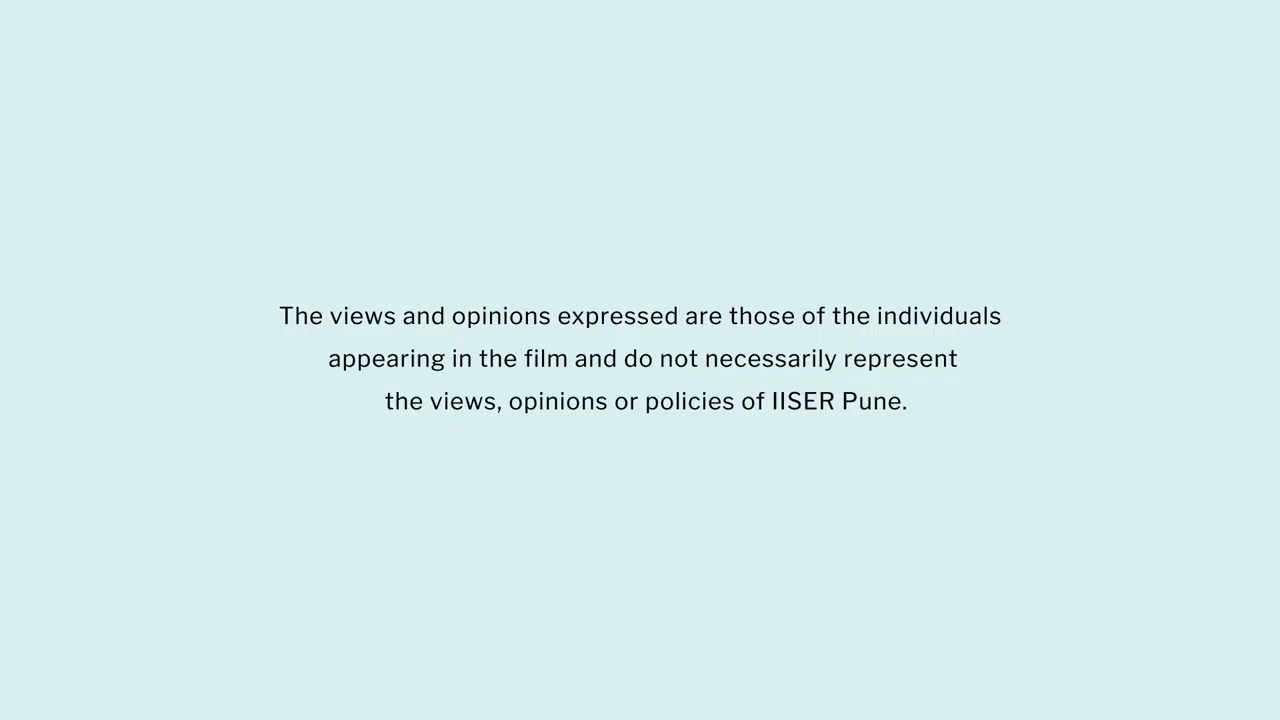 The views and opinions expressed are those of the individuals
appearing in the film and do not necessarily represent
the views, opinions or policies of IISER Pune.